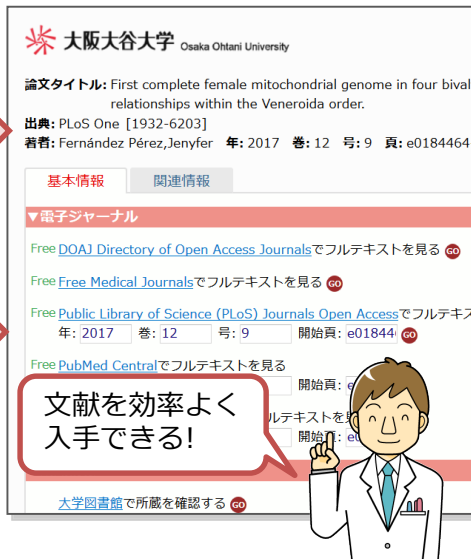 大阪大谷大学 Osaka Ohtani University
論文タイトル: First complete female mitochondrial genome in four bival
relationships within the Veneroida order.
出典: PLoS One [1932-6203]
著者: Fernández Pérez,Jenyfer 年: 2017 巻: 12 号: 9 頁: e0184464
基本情報 関連情報
▼電子ジャーナル
Free DOAJ Directory of Open Access Journalsでフルテキストを見る GO
Free Free Medical Journalsでフルテキストを見る GO
Free Public Library of Science (PLoS) Journals Open Accessでフルテキス
年: 2017 巻: 12 号: 9 開始頁: e01844 GO
Free PubMed Centralでフルテキストを見る
開始頁: e
文献を効率よく
入手できる!
ルテキストを見
開始頁: e0
大学図書館で所蔵を確認する GO